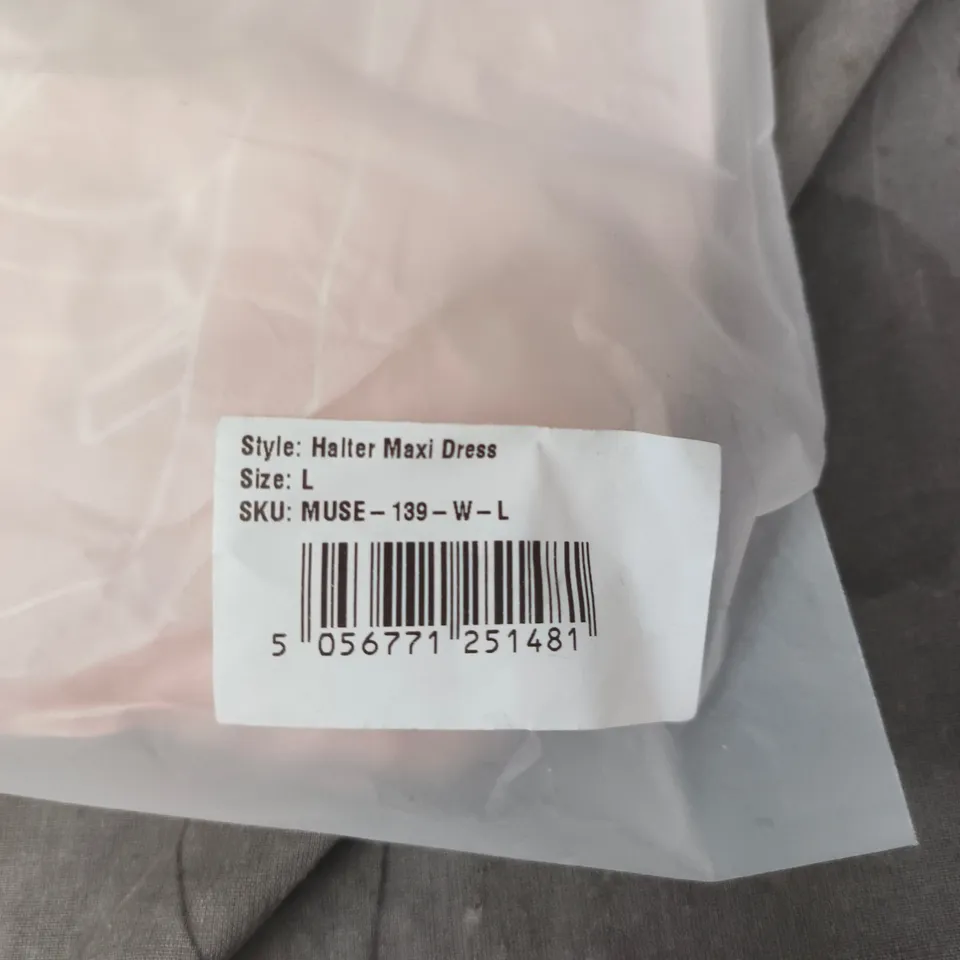 Style: Halter Maxi Dress
Size: L
SKU: MUSE-139-W-L
5 056771 251481